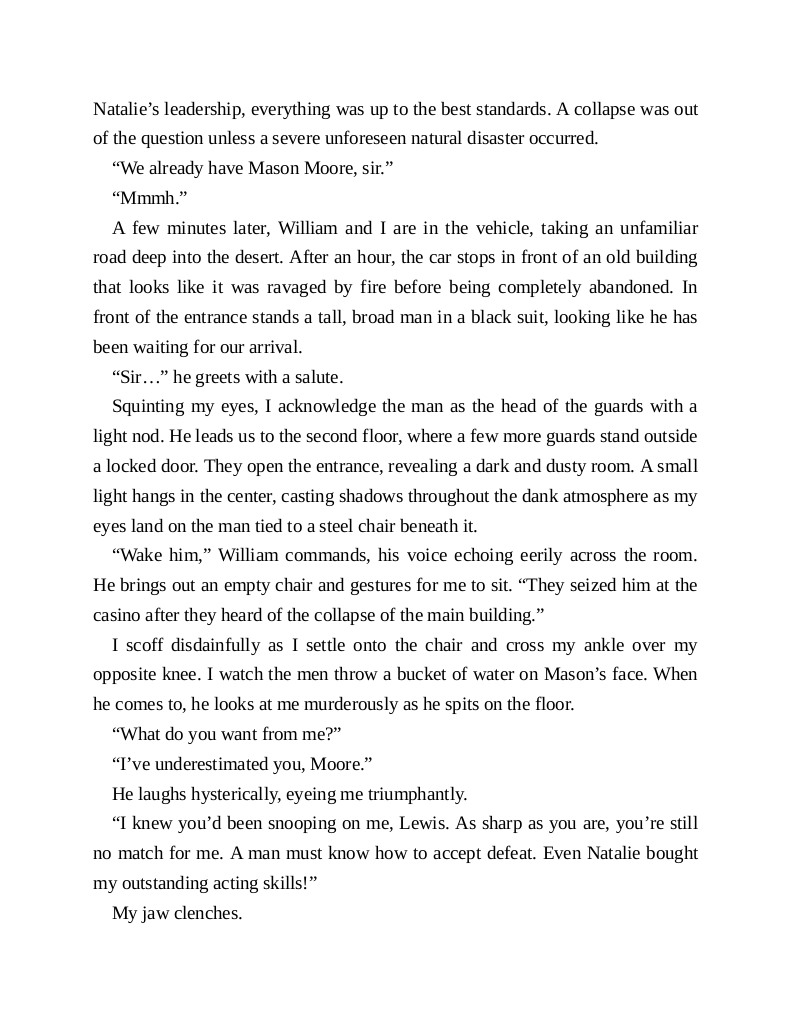 Natalie’s leadership, everything was up to the best standards. A collapse was out
of the question unless a severe unforeseen natural disaster occurred.
“We already have Mason Moore, sir.”
“Mmmh.”
A few minutes later, William and I are in the vehicle, taking an unfamiliar
road deep into the desert. After an hour, the car stops in front of an old building
that looks like it was ravaged by fire before being completely abandoned. In
front of the entrance stands a tall, broad man in a black suit, looking like he has
been waiting for our arrival.
“Sir…” he greets with a salute.
Squinting my eyes, I acknowledge the man as the head of the guards with a
light nod. He leads us to the second floor, where a few more guards stand outside
a locked door. They open the entrance, revealing a dark and dusty room. A small
light hangs in the center, casting shadows throughout the dank atmosphere as my
eyes land on the man tied to a steel chair beneath it.
“Wake him,” William commands, his voice echoing eerily across the room.
He brings out an empty chair and gestures for me to sit. “They seized him at the
casino after they heard of the collapse of the main building.”
I scoff disdainfully as I settle onto the chair and cross my ankle over my
opposite knee. I watch the men throw a bucket of water on Mason’s face. When
he comes to, he looks at me murderously as he spits on the floor.
“What do you want from me?”
“I’ve underestimated you, Moore.”
He laughs hysterically, eyeing me triumphantly.
“I knew you’d been snooping on me, Lewis. As sharp as you are, you’re still
no match for me. A man must know how to accept defeat. Even Natalie bought
my outstanding acting skills!”
My jaw clenches.